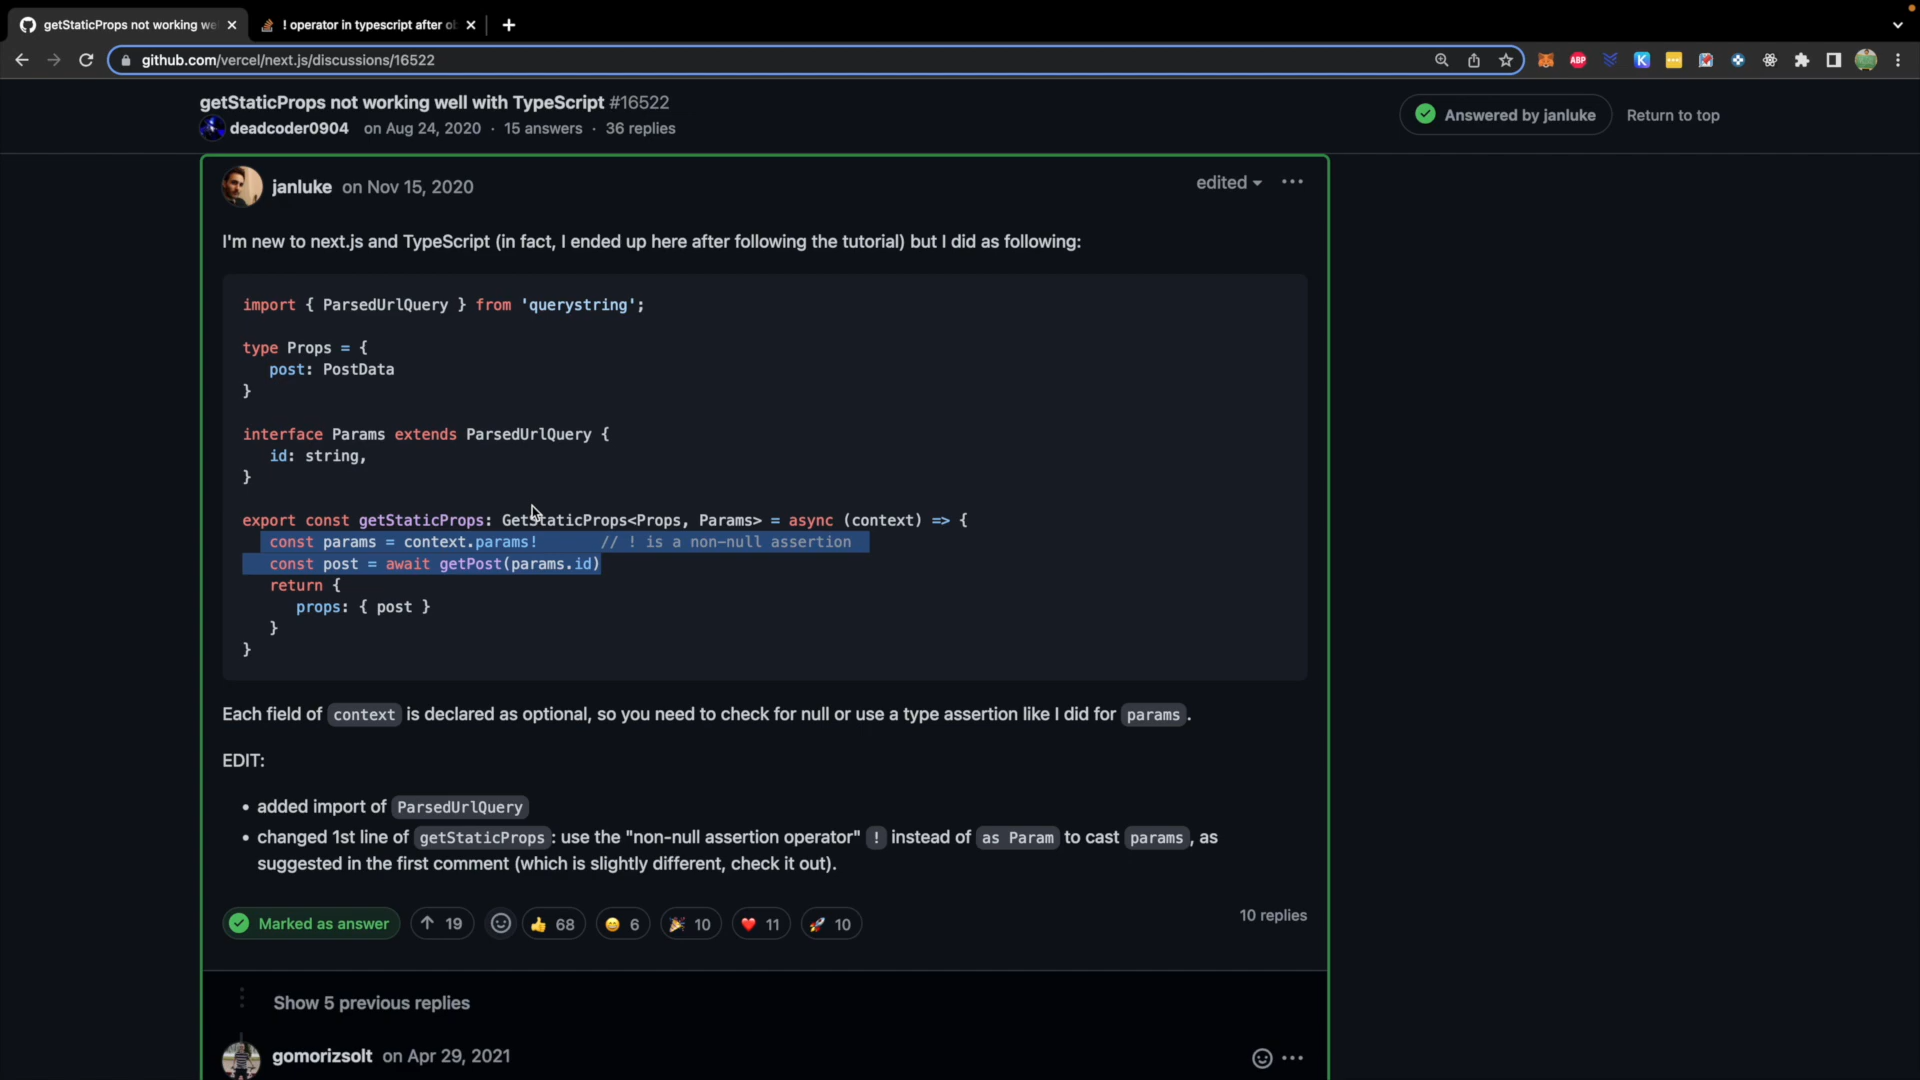 getStaticProps not working we
! operator in typescript after ob
github.com/vercel/next.js/discussions/16522
ABP
K
getStaticProps not working well with TypeScript #16522
deadcoder0904 on Aug 24, 2020 · 15 answers · 36 replies
Answered by janluke
Return to top
janluke on Nov 15, 2020
edited
I'm new to next.js and TypeScript (in fact, I ended up here after following the tutorial) but I did as following:
import { ParsedUrlQuery } from 'querystring';
type Props = {
post: PostData
}
interface Params extends ParsedUrlQuery {
id: string,
}
export const getStaticProps: GetStaticProps<Props, Params> = async (context) => {
const params = context.params! // ! is a non-null assertion
const post = await getPost(params.id)
return {
props: { post }
}
}
Each field of context is declared as optional, so you need to check for null or use a type assertion like I did for params.
EDIT:
• added import of ParsedUrlQuery
• changed 1st line of getStaticProps: use the "non-null assertion operator" ! instead of as Param to cast params, as
suggested in the first comment (which is slightly different, check it out).
Marked as answer ↑ 19 👍 68 😄 6 🎉 10 ❤️ 11 🚀 10
10 replies
Show 5 previous replies
gomorizsolt on Apr 29, 2021